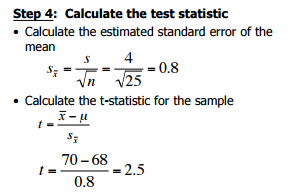 Step 4: Calculate the test statistic
• Calculate the estimated standard error of the
mean
s_x̄ = s/√n = 4/√25 = 0.8
• Calculate the t-statistic for the sample
t = (x̄ − μ)/s_x̄
t = (70 − 68)/0.8 = 2.5